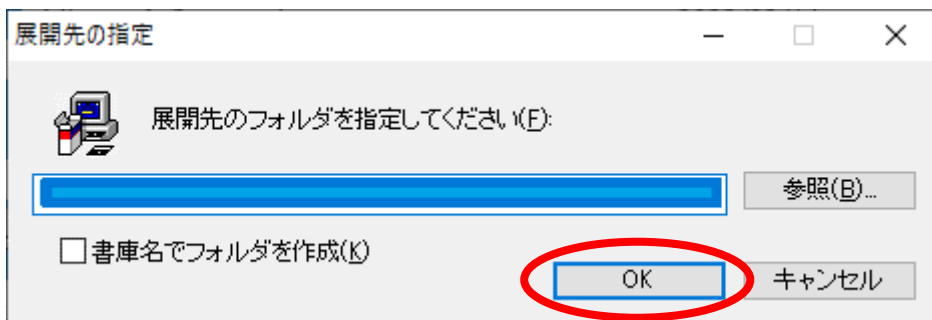 展開先の指定
展開先のフォルダを指定してください(F):
参照(B)...
書庫名でフォルダを作成(K)
OK
キャンセル